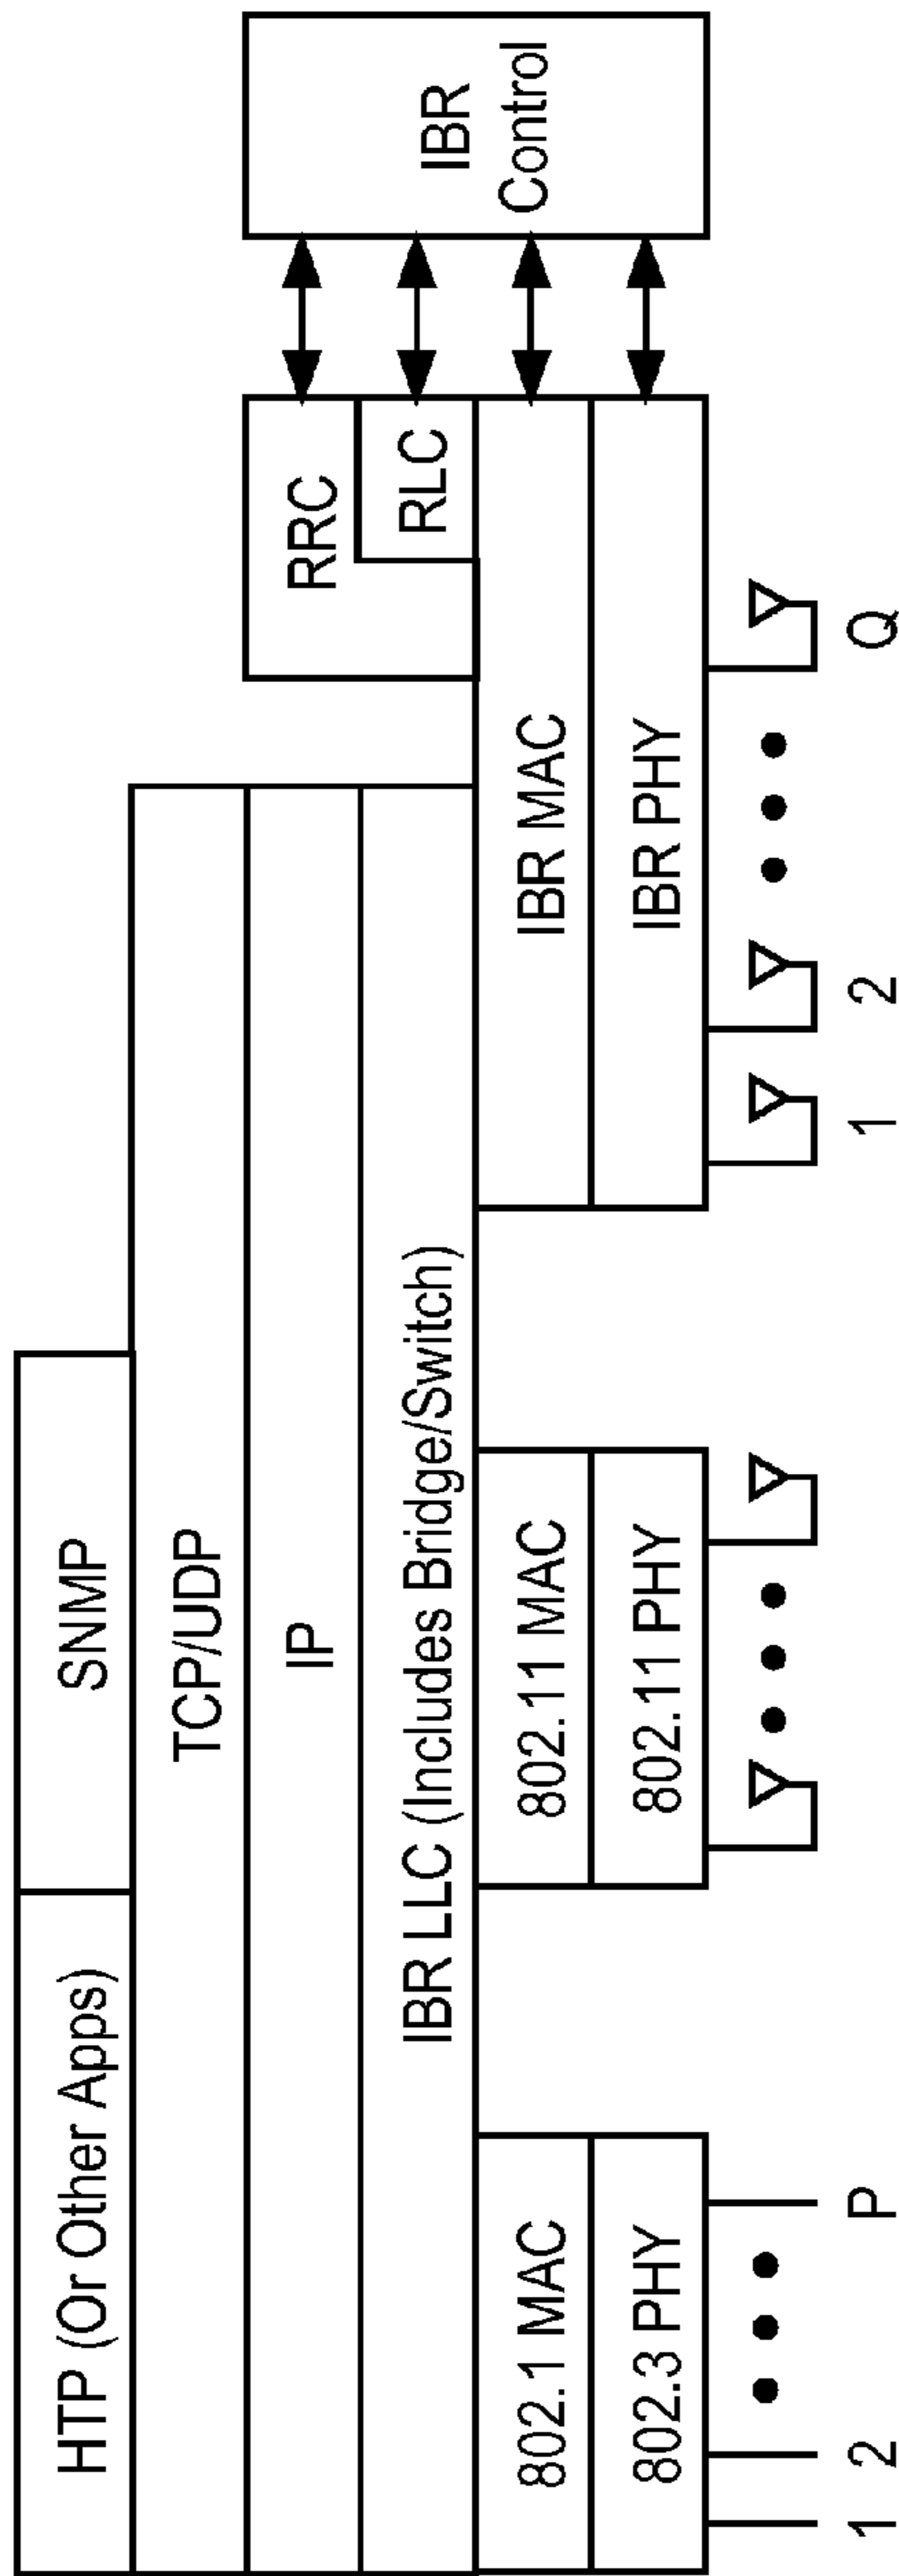 HTP (Or Other Apps)
SNMP
TCP/UDP
IP
IBR LLC (Includes Bridge/Switch)
RRC
RLC
IBR
Control
802.1 MAC
802.11 MAC
IBR MAC
802.3 PHY
802.11 PHY
IBR PHY
1 2 P
1 2 Q